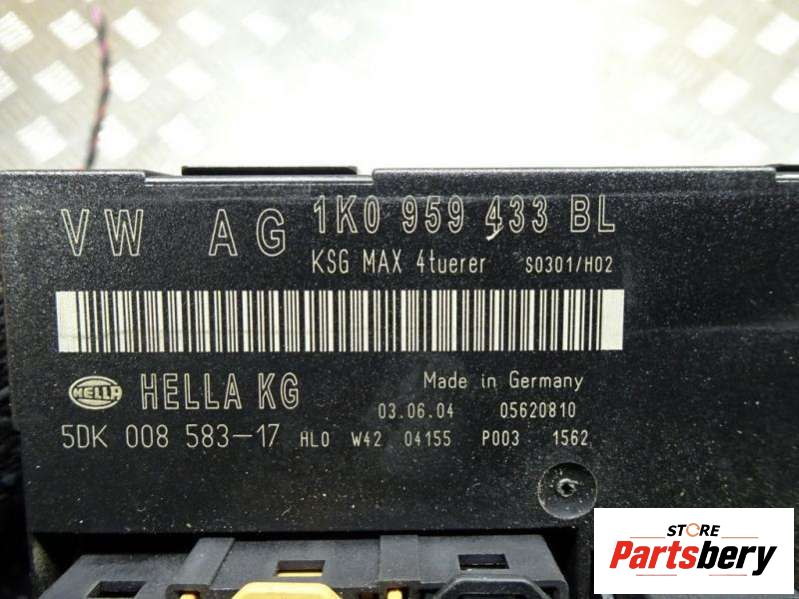 VW AG 1K0 959 433 BL
KSG MAX 4tuerer S0301/H02
HELLA HELLA KG Made in Germany
03.06.04 05620810
5DK 008 583-17 HL0 W42 04155 P003 1562
STORE
Partsbery